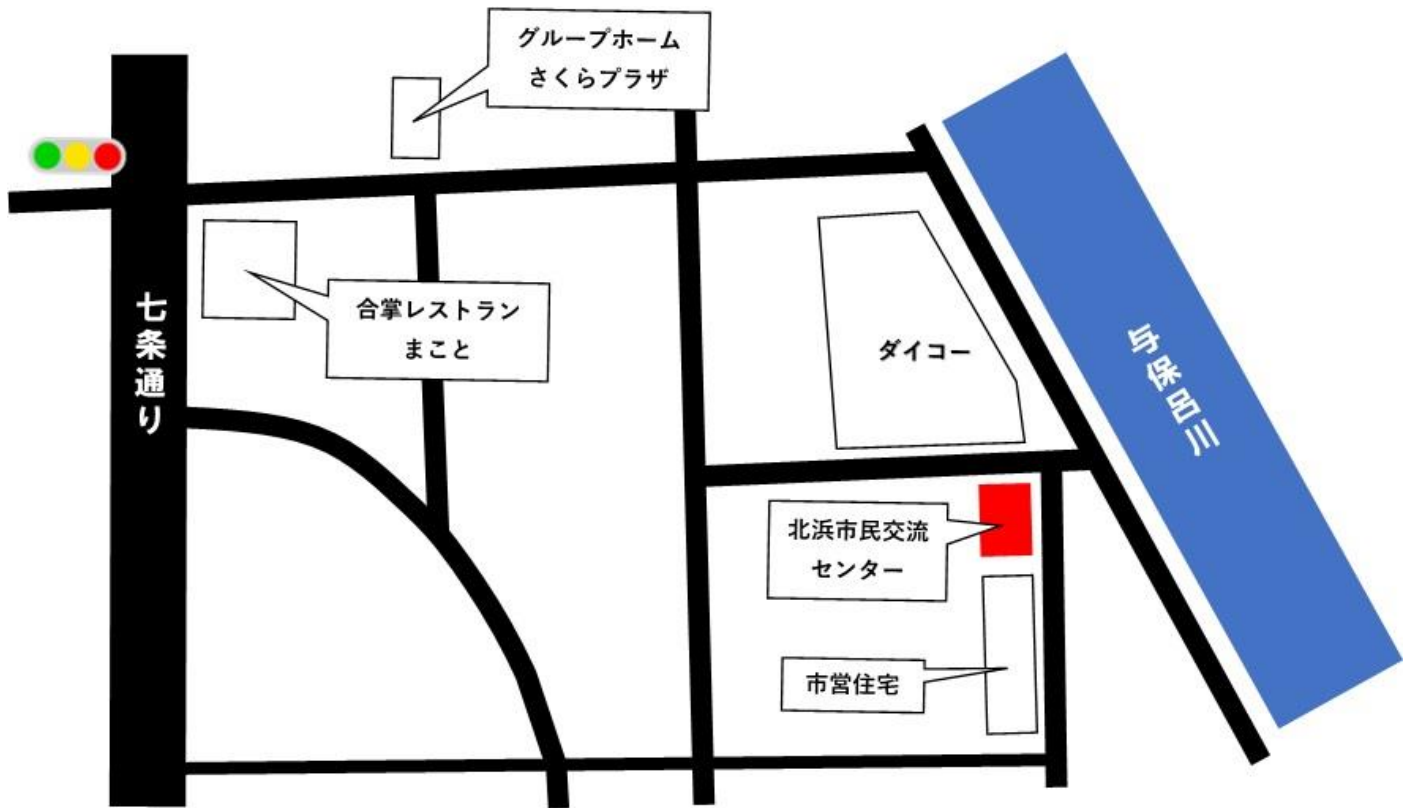 グループホーム
さくらプラザ
合掌レストラン
まこと
七条通り
ダイコー
与保呂川
北浜市民交流
センター
市営住宅